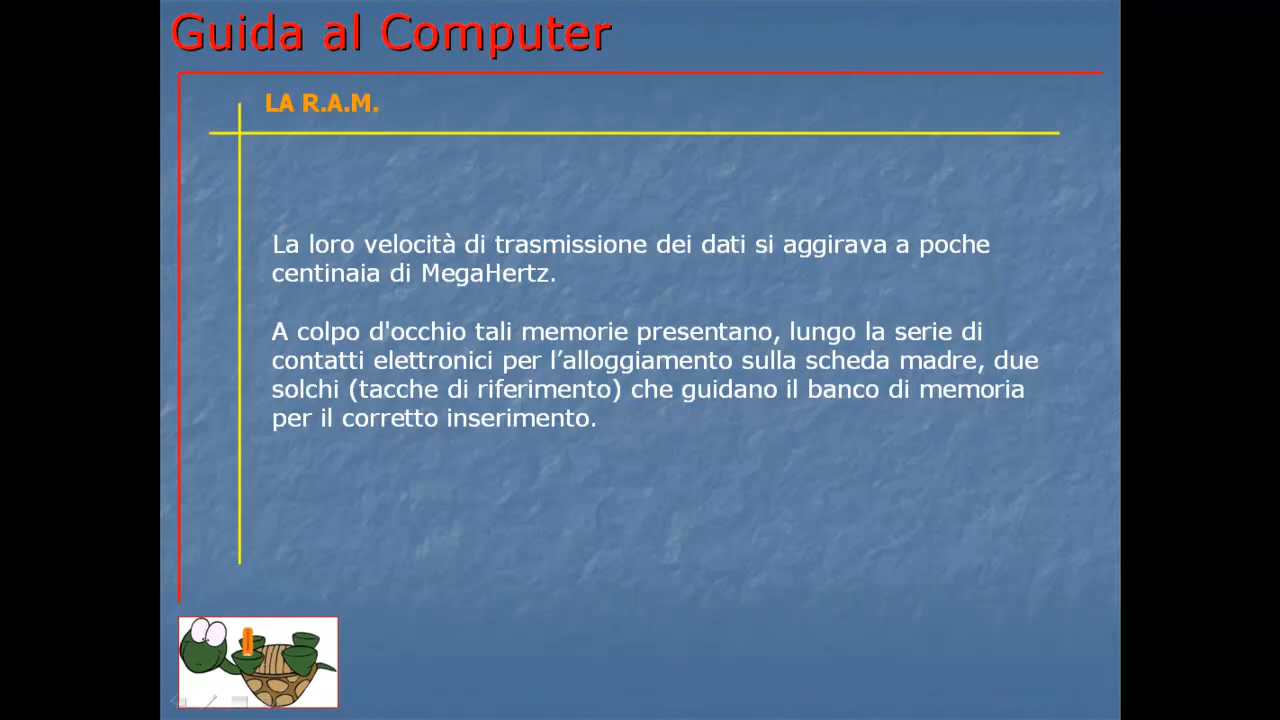 Guida al Computer
LA R.A.M.
La loro velocità di trasmissione dei dati si aggirava a poche
centinaia di MegaHertz.
A colpo d'occhio tali memorie presentano, lungo la serie di
contatti elettronici per l’alloggiamento sulla scheda madre, due
solchi (tacche di riferimento) che guidano il banco di memoria
per il corretto inserimento.